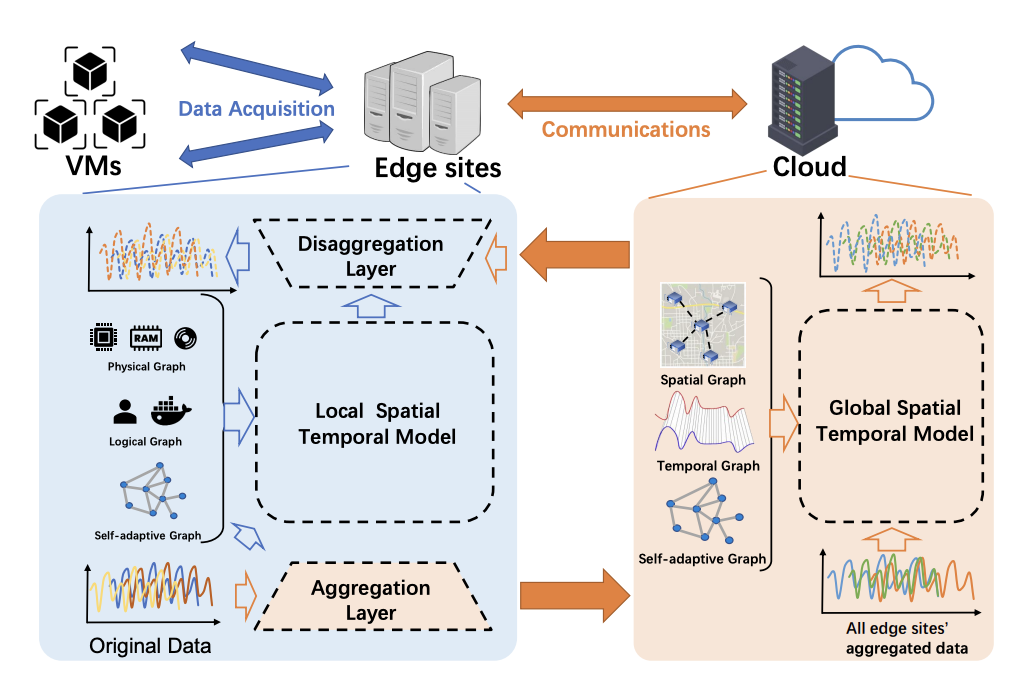 Data Acquisition
Communications
VMs
Edge sites
Cloud
Disaggregation
Layer
RAM
Physical Graph
Logical Graph
Self-adaptive Graph
Local Spatial
Temporal Model
Original Data
Aggregation
Layer
Spatial Graph
Temporal Graph
Self-adaptive Graph
Global Spatial
Temporal Model
All edge sites'
aggregated data